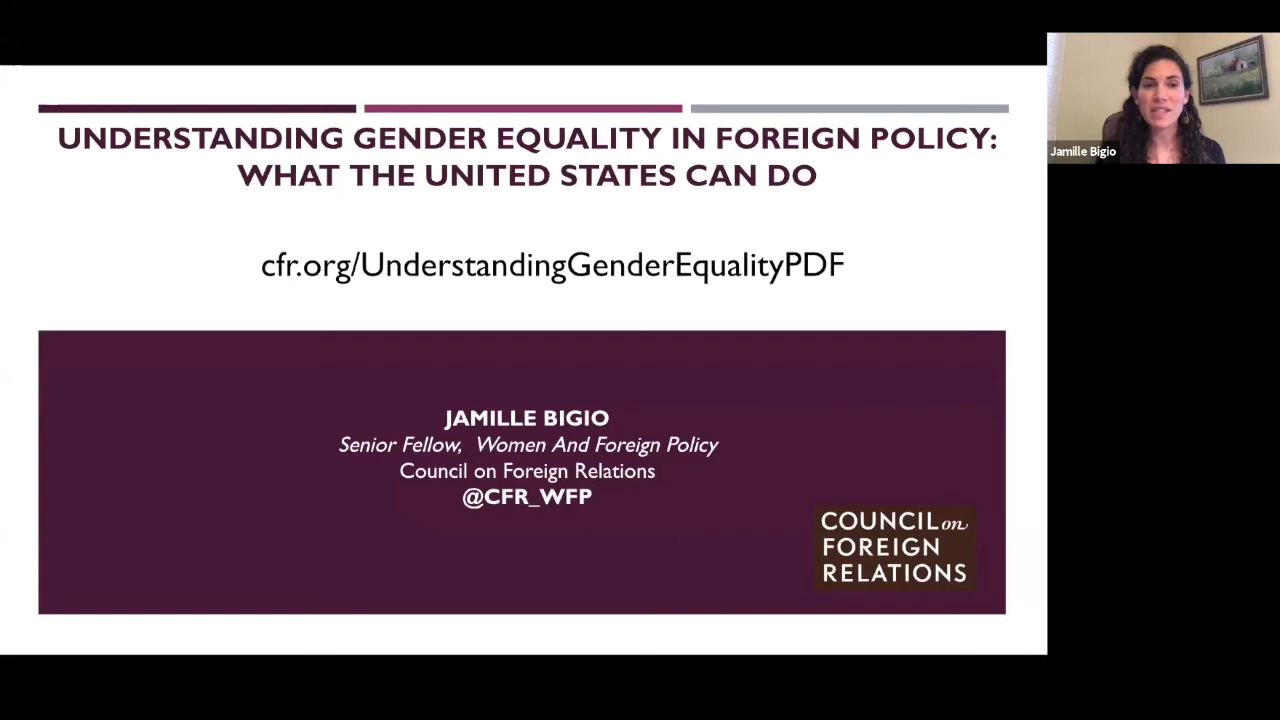 UNDERSTANDING GENDER EQUALITY IN FOREIGN POLICY:
WHAT THE UNITED STATES CAN DO
cfr.org/UnderstandingGenderEqualityPDF
JAMILLE BIGIO
Senior Fellow, Women And Foreign Policy
Council on Foreign Relations
@CFR_WFP
COUNCIL on
FOREIGN
RELATIONS
Jamille Bigio